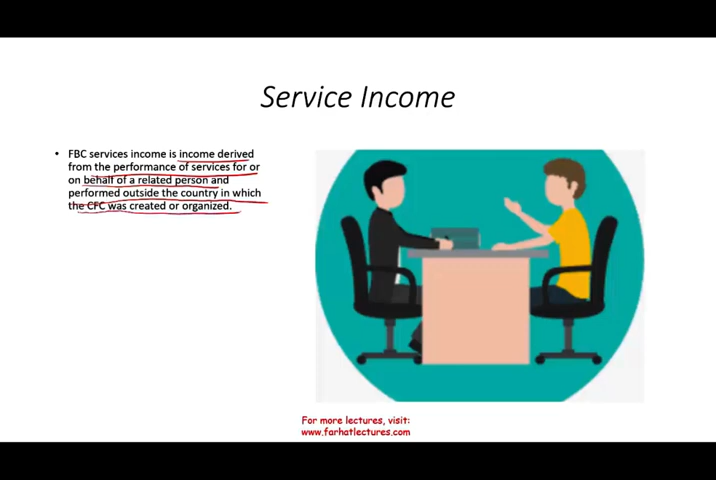 Service Income
• FBC services income is income derived
from the performance of services for or
on behalf of a related person and
performed outside the country in which
the CFC was created or organized.
For more lectures, visit:
www.farhatlectures.com